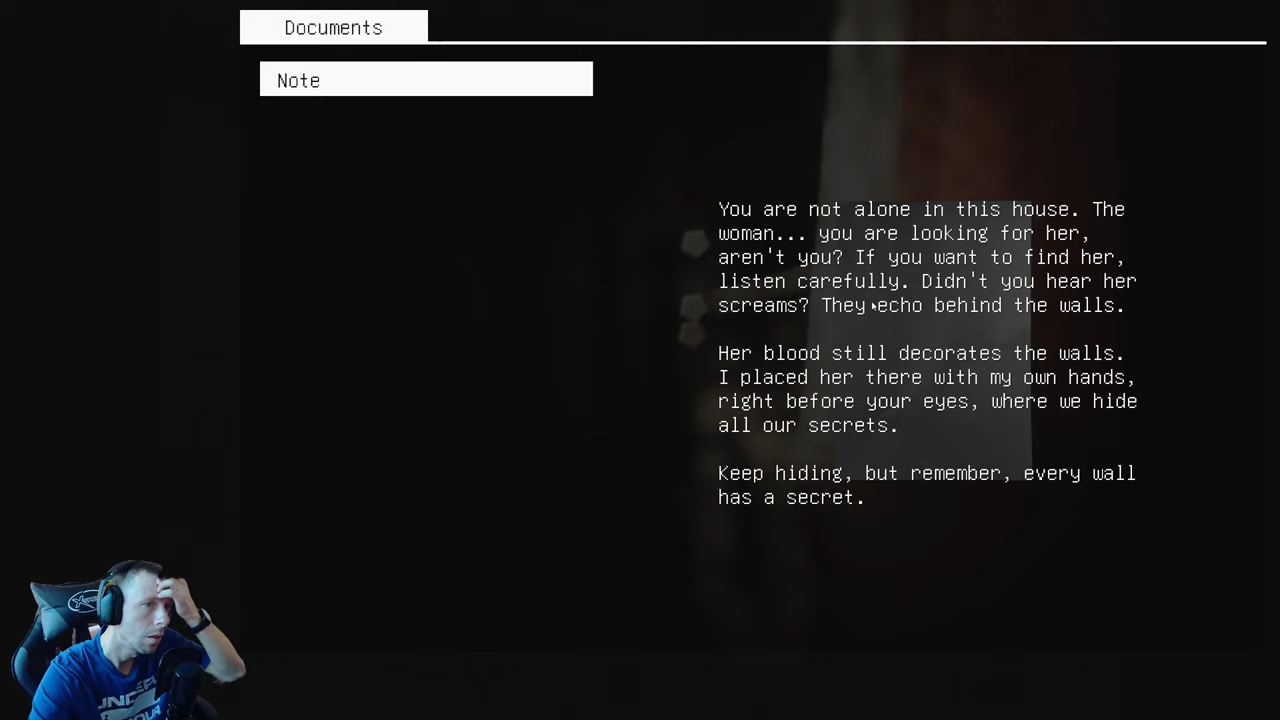 Documents
Note
You are not alone in this house. The
woman... you are looking for her,
aren't you? If you want to find her,
listen carefully. Didn't you hear her
screams? They echo behind the walls.
Her blood still decorates the walls.
I placed her there with my own hands,
right before your eyes, where we hide
all our secrets.
Keep hiding, but remember, every wall
has a secret.
UNDER